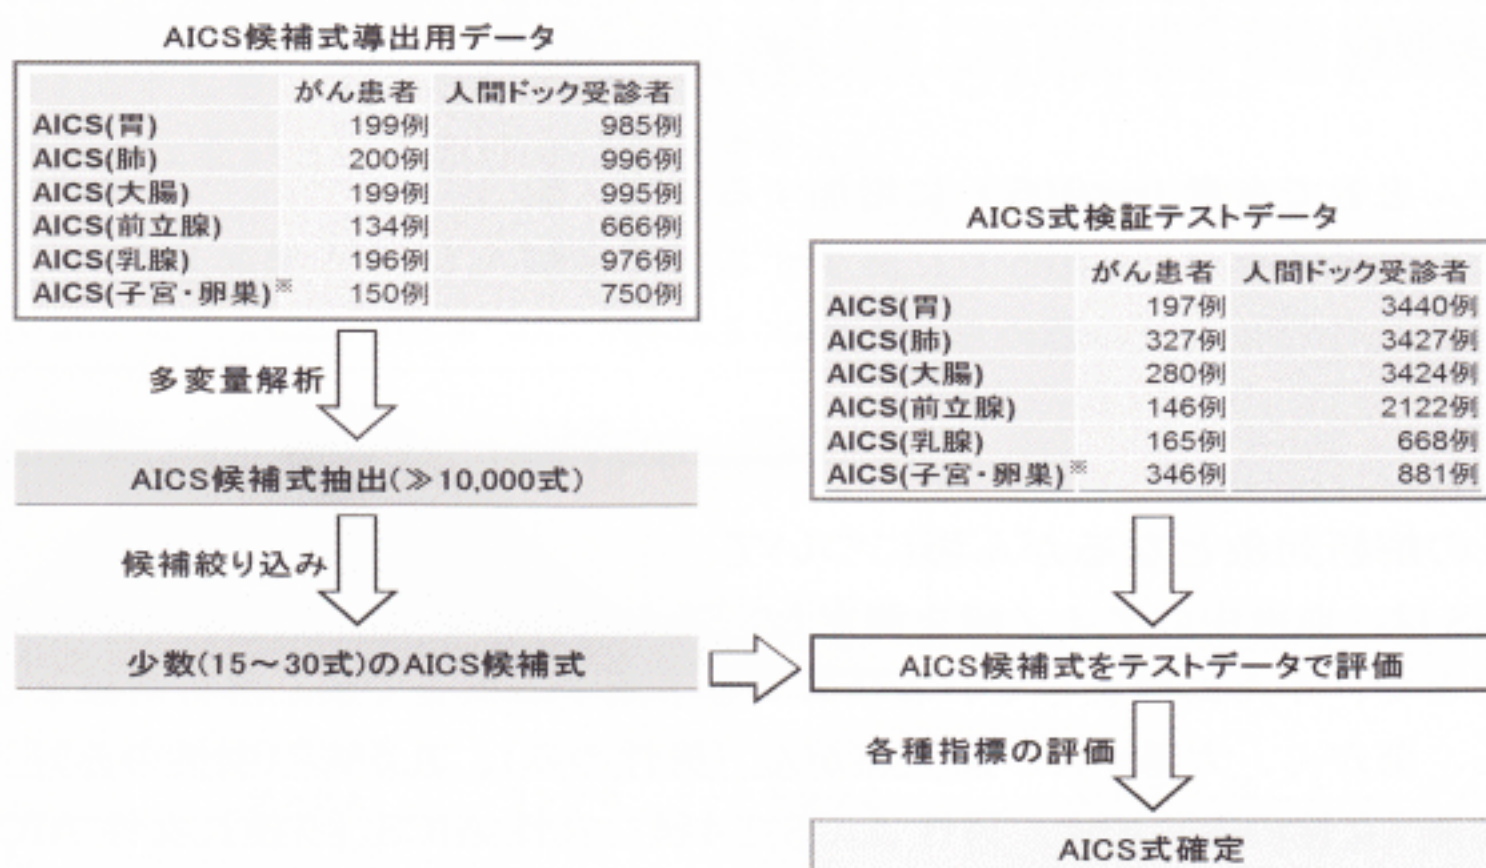 AICS候補式導出用データ
がん患者 人間ドック受診者
AICS(胃) 199例 985例
AICS(肺) 200例 996例
AICS(大腸) 199例 995例
AICS(前立腺) 134例 666例
AICS(乳腺) 196例 976例
AICS(子宮・卵巣)※ 150例 750例
多変量解析
AICS候補式抽出(≫10,000式)
候補絞り込み
少数(15～30式)のAICS候補式
AICS式検証テストデータ
がん患者 人間ドック受診者
AICS(胃) 197例 3440例
AICS(肺) 327例 3427例
AICS(大腸) 280例 3424例
AICS(前立腺) 146例 2122例
AICS(乳腺) 165例 668例
AICS(子宮・卵巣)※ 346例 881例
AICS候補式をテストデータで評価
各種指標の評価
AICS式確定